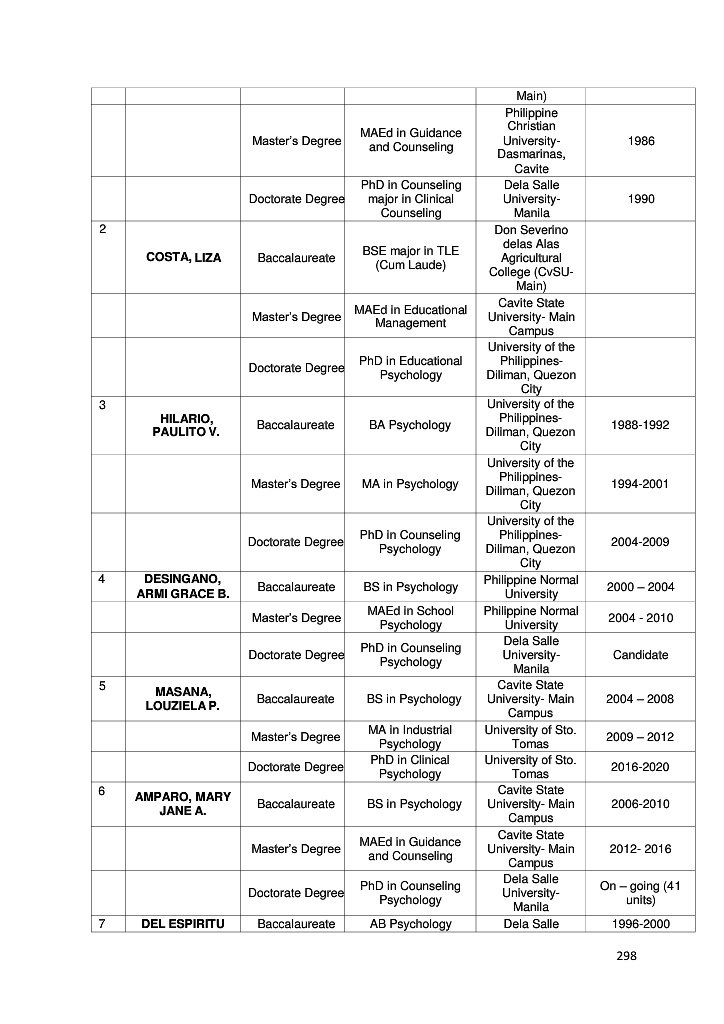 Main)
Master's Degree
MAEd in Guidance
and Counseling
Philippine
Christian
University-
Dasmarinas,
Cavite
1986
Doctorate Degree
PhD in Counseling
major in Clinical
Counseling
Dela Salle
University-
Manila
1990
2
COSTA, LIZA
Baccalaureate
BSE major in TLE
(Cum Laude)
Don Severino
delas Alas
Agricultural
College (CvSU-
Main)
Master's Degree
MAEd in Educational
Management
Cavite State
University- Main
Campus
Doctorate Degree
PhD in Educational
Psychology
University of the
Philippines-
Diliman, Quezon
City
3
HILARIO,
PAULITO V.
Baccalaureate
BA Psychology
University of the
Philippines-
Diliman, Quezon
City
1988-1992
Master's Degree
MA in Psychology
University of the
Philippines-
Diliman, Quezon
City
1994-2001
Doctorate Degree
PhD in Counseling
Psychology
University of the
Philippines-
Diliman, Quezon
City
2004-2009
4
DESINGANO,
ARMI GRACE B.
Baccalaureate
BS in Psychology
Philippine Normal
University
2000 – 2004
Master's Degree
MAEd in School
Psychology
Philippine Normal
University
2004 - 2010
Doctorate Degree
PhD in Counseling
Psychology
Dela Salle
University-
Manila
Candidate
5
MASANA,
LOUZIELA P.
Baccalaureate
BS in Psychology
Cavite State
University- Main
Campus
2004 – 2008
Master's Degree
MA in Industrial
Psychology
University of Sto.
Tomas
2009 – 2012
Doctorate Degree
PhD in Clinical
Psychology
University of Sto.
Tomas
2016-2020
6
AMPARO, MARY
JANE A.
Baccalaureate
BS in Psychology
Cavite State
University- Main
Campus
2006-2010
Master's Degree
MAEd in Guidance
and Counseling
Cavite State
University- Main
Campus
2012- 2016
Doctorate Degree
PhD in Counseling
Psychology
Dela Salle
University-
Manila
On – going (41
units)
7
DEL ESPIRITU
Baccalaureate
AB Psychology
Dela Salle
1996-2000
298